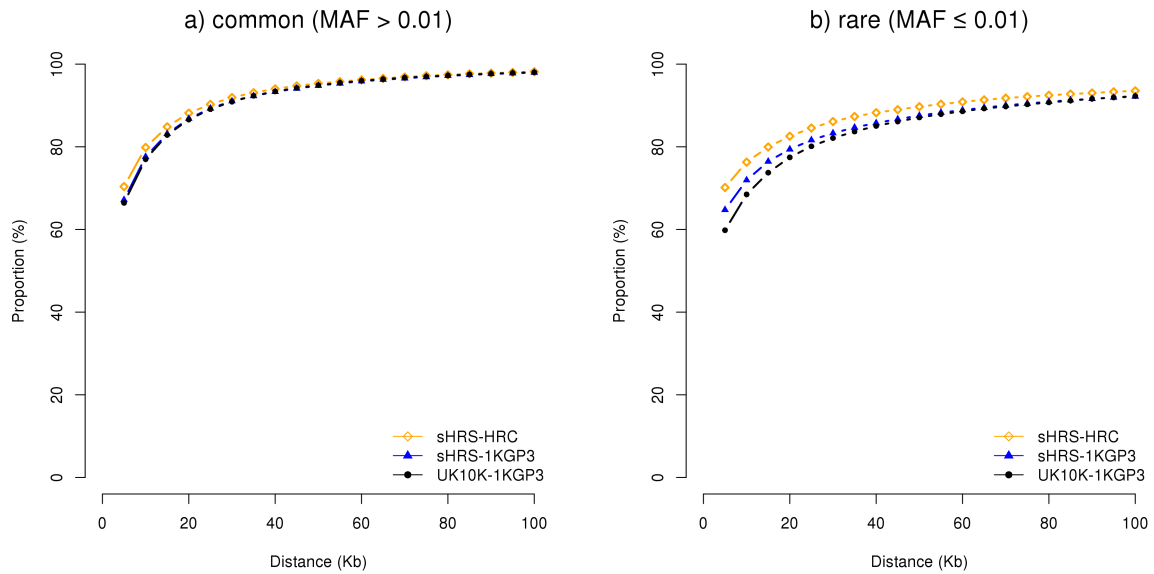 a) common (MAF > 0.01)
100
80
60
40
20
0
Proportion (%)
sHRS-HRC
sHRS-1KGP3
UK10K-1KGP3
0 20 40 60 80 100
Distance (Kb)
b) rare (MAF ≤ 0.01)
100
80
60
40
20
0
Proportion (%)
sHRS-HRC
sHRS-1KGP3
UK10K-1KGP3
0 20 40 60 80 100
Distance (Kb)